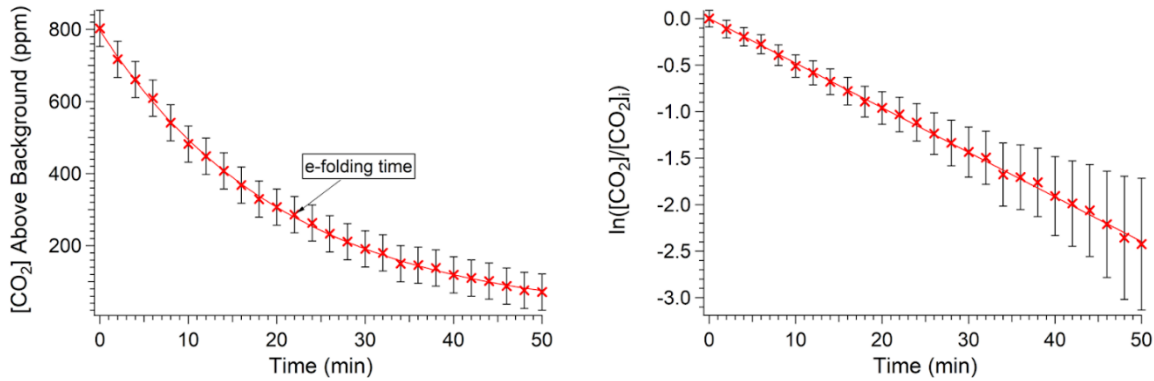 [CO2] Above Background (ppm)
800
600
400
200
e-folding time
0 10 20 30 40 50
Time (min)
ln([CO2]/[CO2]i)
0.0
-0.5
-1.0
-1.5
-2.0
-2.5
-3.0
0 10 20 30 40 50
Time (min)